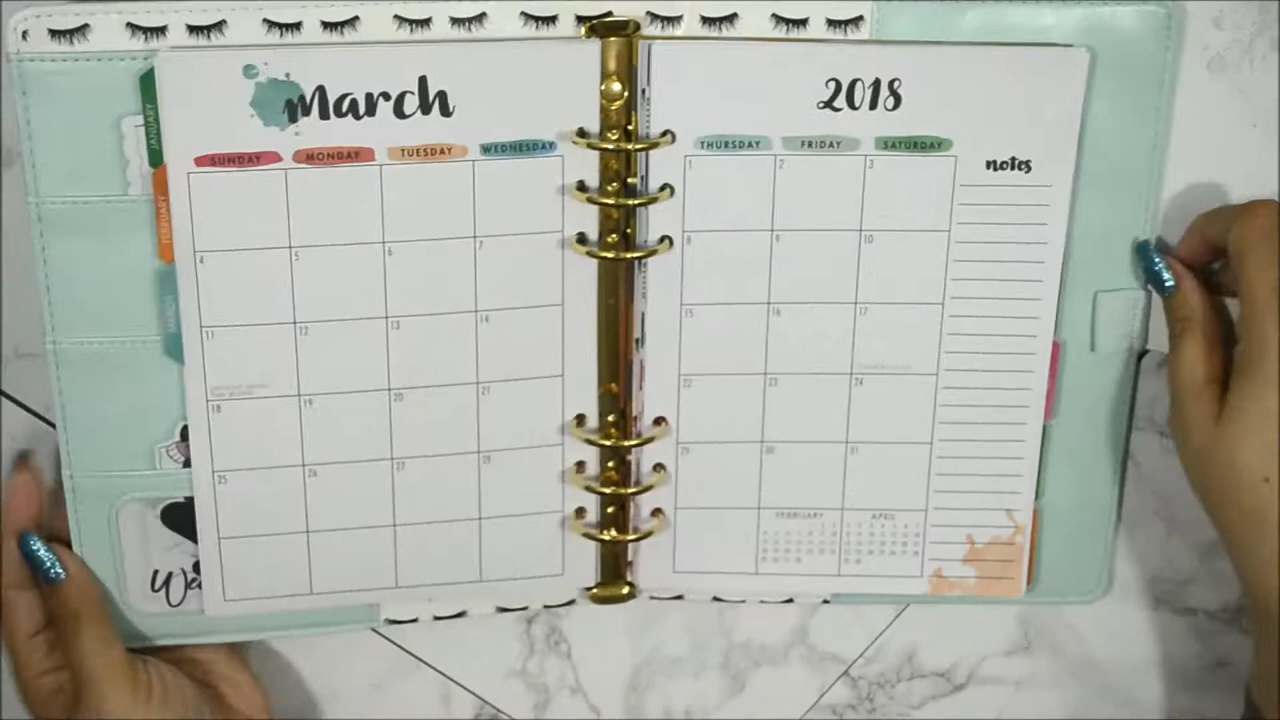 March
2018
SUNDAY MONDAY TUESDAY WEDNESDAY THURSDAY FRIDAY SATURDAY
notes
1 2 3
4 5 6 7 8 9 10
11 12 13 14 15 16 17
18 19 20 21 22 23 24
25 26 27 28 29 30 31
FEBRUARY APRIL
JANUARY
FEBRUARY
MARCH
We